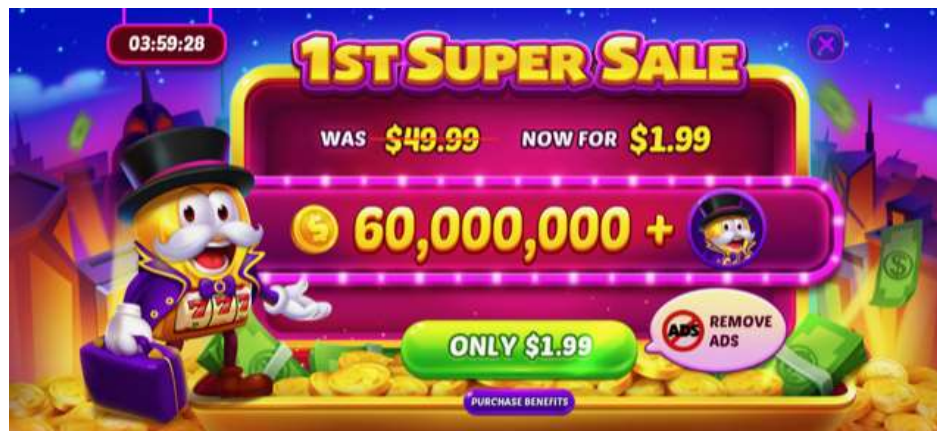 03:59:28
1ST SUPER SALE
WAS $49.99 NOW FOR $1.99
60,000,000 +
777
ONLY $1.99
ADS
REMOVE
ADS
PURCHASE BENEFITS